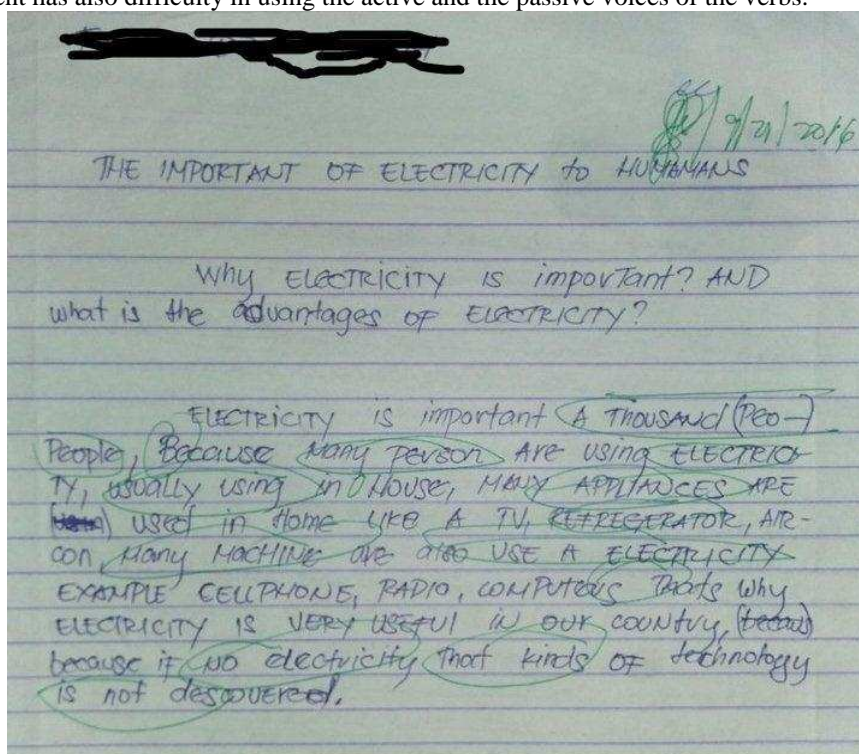 ent has also difficulty in using the active and the passive voices of the verbs.
9/21/2016
THE IMPORTANT OF ELECTRICITY to HUMAMANS
Why ELECTRICITY IS imporTant? AND
what is the advantages OF ELECTRICITY?
ELECTRICITY is important A THOUSANd (Peo-)
People, Because Many Person Are using ELECTRICI
TY, usually using in House, MANY APPLIANCES ARE
used in Home LIKE A TV, REFREGERATOR, AIR-
CON, Many MACHINE are also USE A ELECTRICITY
EXAMPLE CELLPHONE, RADIO, COMPUTERS Thats why
ELECTRICITY IS VERY USEFUl iN OUR COUNtry, (becaus)
because if NO electricity That kinds OF technology
is not descovered.